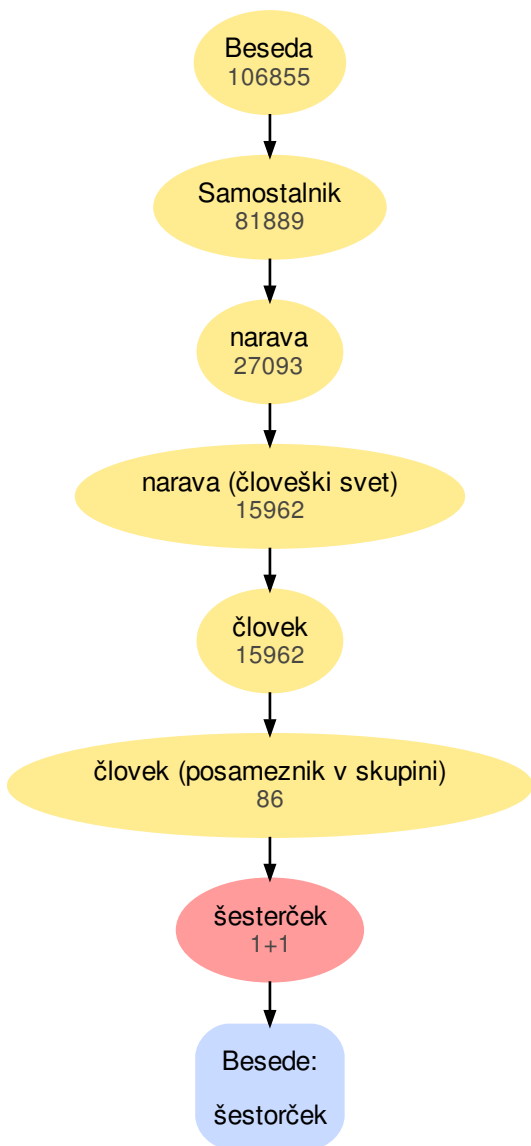 Beseda
106855
Samostalnik
81889
narava
27093
narava (človeški svet)
15962
človek
15962
človek (posameznik v skupini)
86
šesterček
1+1
Besede:
šestorček